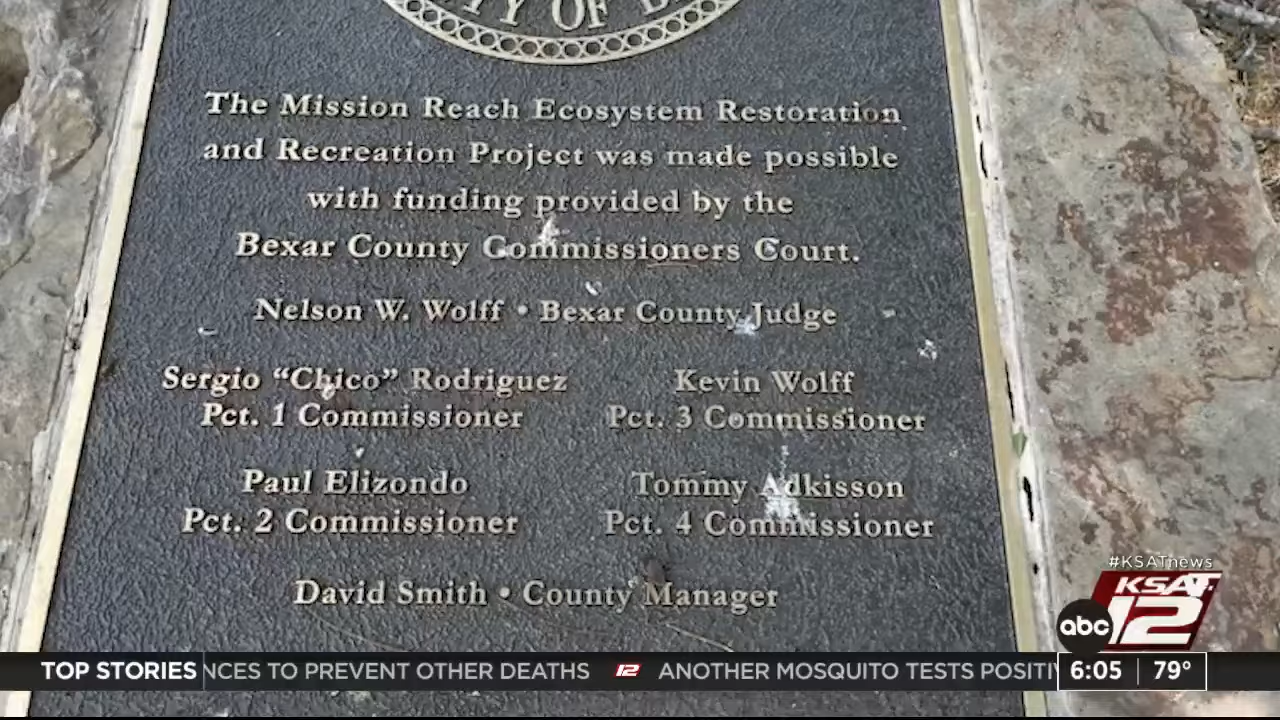 TY OF B
The Mission Reach Ecosystem Restoration
and Recreation Project was made possible
with funding provided by the
Bexar County Commissioners Court.
Nelson W. Wolff • Bexar County Judge
Sergio “Chico” Rodriguez
Pct. 1 Commissioner
Kevin Wolff
Pct. 3 Commissioner
Paul Elizondo
Pct. 2 Commissioner
Tommy Adkisson
Pct. 4 Commissioner
David Smith • County Manager
#KSATnews
KSAT
abc 12
TOP STORIES NCES TO PREVENT OTHER DEATHS 12 ANOTHER MOSQUITO TESTS POSITI 6:05 79°